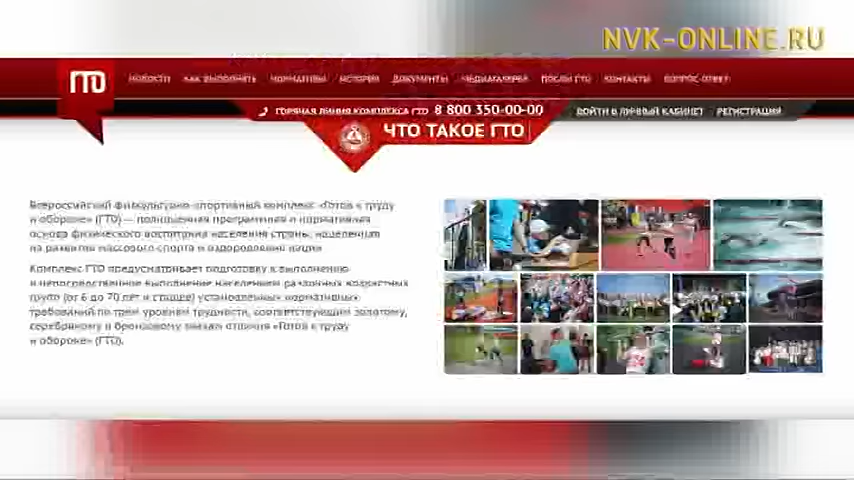 NVK-ONLINE.RU
ГТО
НОВОСТИ КАК ВЫПОЛНЯТЬ НОРМАТИВЫ ИСТОРИЯ ДОКУМЕНТЫ МЕДИАГАЛЕРЕЯ ПОСЛЫ ГТО КОНТАКТЫ ВОПРОС-ОТВЕТ
ГОРЯЧАЯ ЛИНИЯ КОМПЛЕКСА ГТО 8 800 350-00-00 ВОЙТИ В ЛИЧНЫЙ КАБИНЕТ РЕГИСТРАЦИЯ
ЧТО ТАКОЕ ГТО
Всероссийский физкультурно-спортивный комплекс «Готов к труду
и обороне» (ГТО) — полноценная программная и нормативная
основа физического воспитания населения страны, нацеленная
на развитие массового спорта и оздоровление нации.
Комплекс ГТО предусматривает подготовку к выполнению
и непосредственное выполнение населением различных возрастных
групп (от 6 до 70 лет и старше) установленных нормативных
требований по трем уровням трудности, соответствующим золотому,
серебряному и бронзовому знакам отличия «Готов к труду
и обороне» (ГТО).